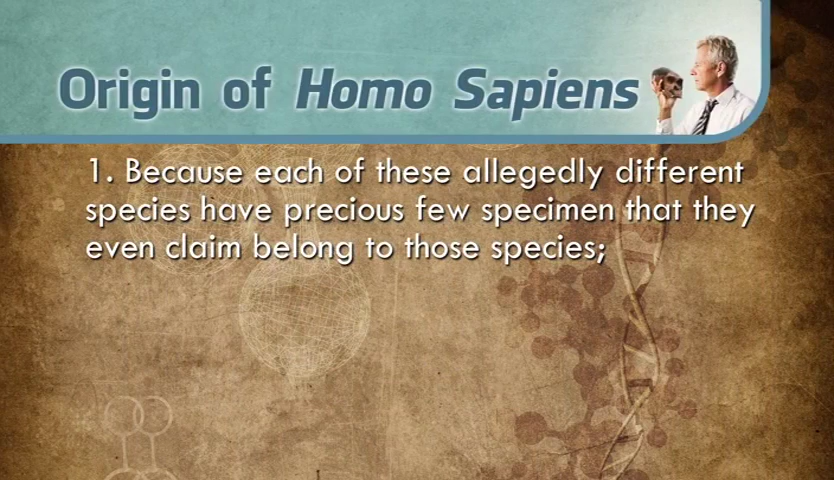 Origin of Homo Sapiens
1. Because each of these allegedly different
species have precious few specimen that they
even claim belong to those species;